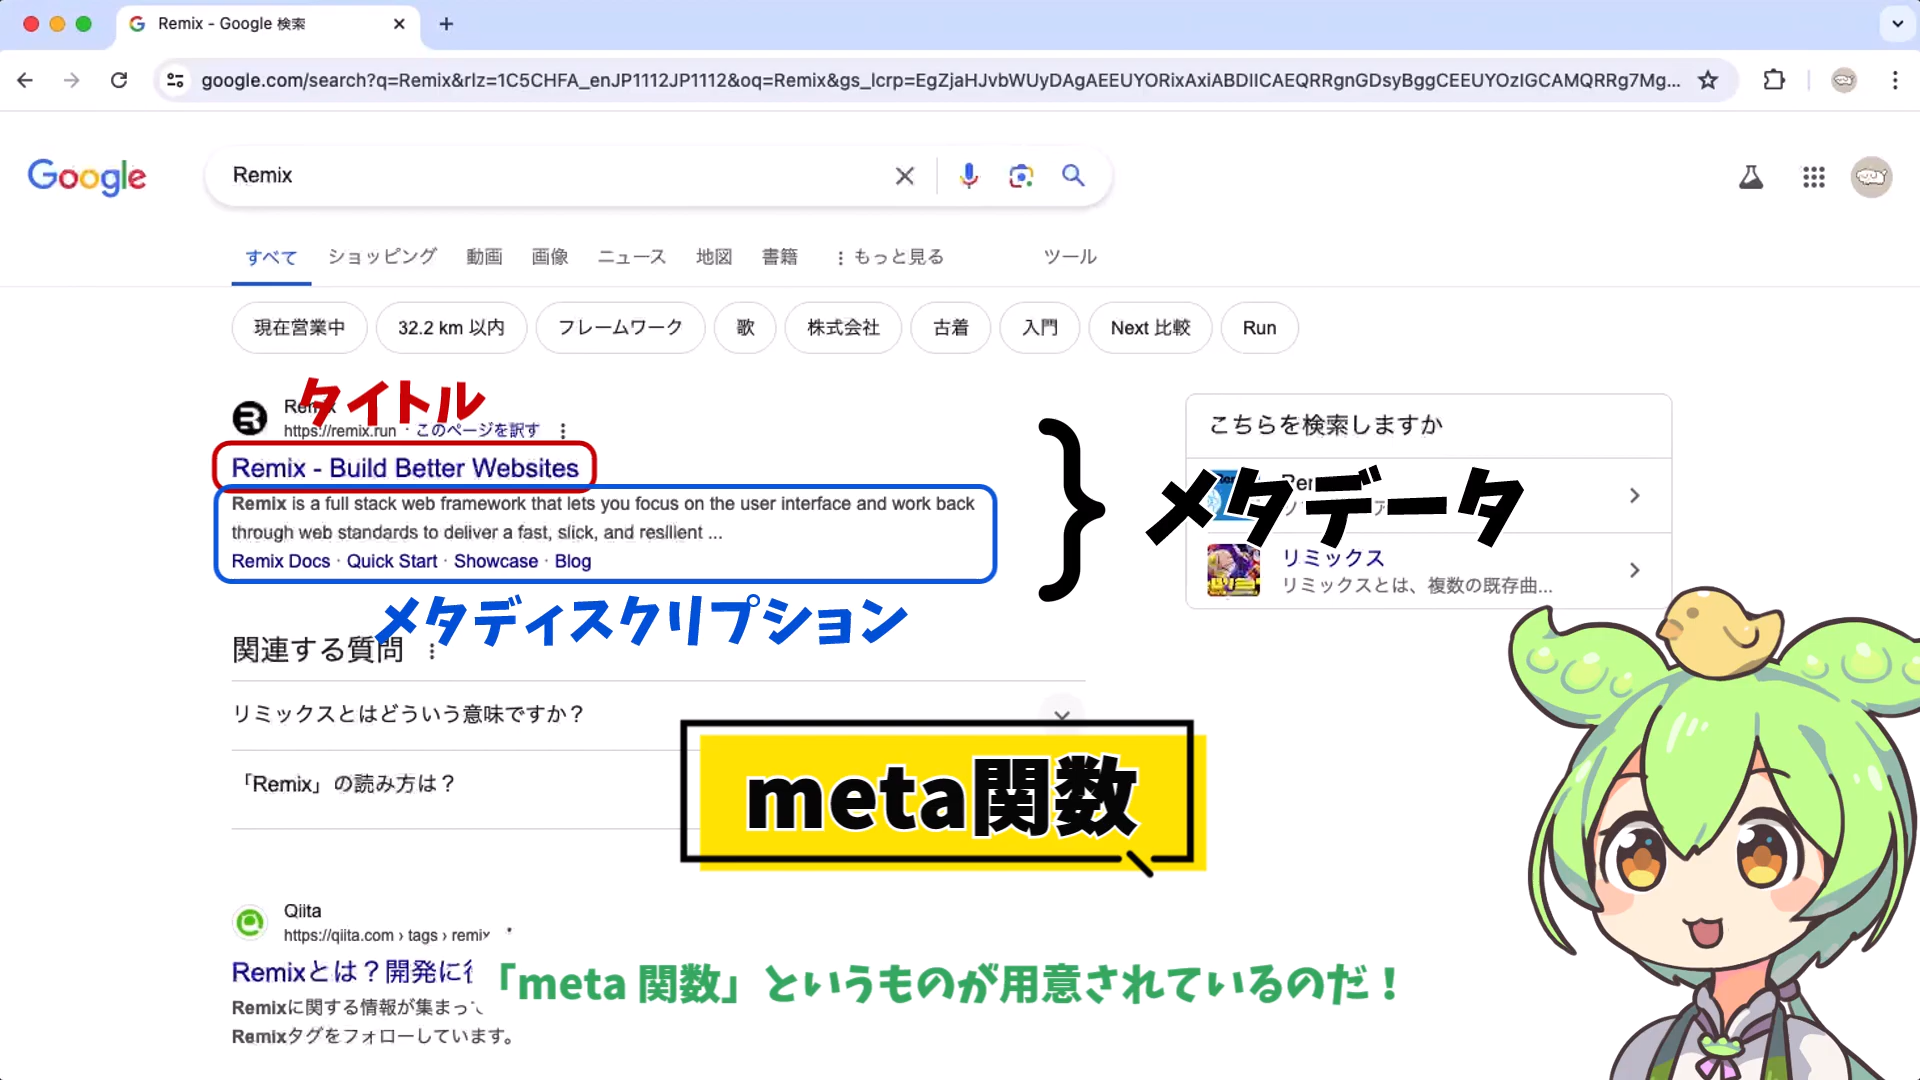 Remix - Google 検索
google.com/search?q=Remix&rlz=1C5CHFA_enJP1112JP1112&oq=Remix&gs_lcrp=EgZjaHJvbWUyDAgAEEUYORixAxiABDIICAEQRRgnGDsyBggCEEUYOzIGCAMQRRg7Mg...
Google
Remix
すべて ショッピング 動画 画像 ニュース 地図 書籍 もっと見る ツール
現在営業中 32.2 km 以内 フレームワーク 歌 株式会社 古着 入門 Next 比較 Run
タイトル
Remix
https://remix.run · このページを訳す
Remix - Build Better Websites
Remix is a full stack web framework that lets you focus on the user interface and work back
through web standards to deliver a fast, slick, and resilient ...
Remix Docs · Quick Start · Showcase · Blog
メタディスクリプション
メタデータ
こちらを検索しますか
リミックス
リミックスとは、複数の既存曲...
関連する質問
リミックスとはどういう意味ですか？
「Remix」の読み方は？
meta関数
Qiita
https://qiita.com › tags › remix
Remixとは？開発に
Remixに関する情報が集まって
Remixタグをフォローしています。
「meta 関数」というものが用意されているのだ！